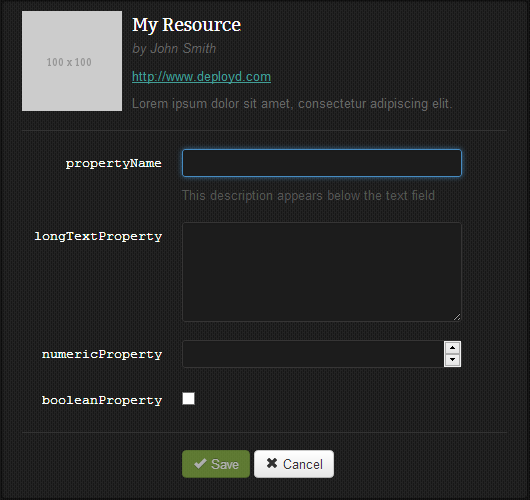 100 x 100
My Resource
by John Smith
http://www.deployd.com
Lorem ipsum dolor sit amet, consectetur adipiscing elit.
propertyName
This description appears below the text field
longTextProperty
numericProperty
booleanProperty
Save
Cancel